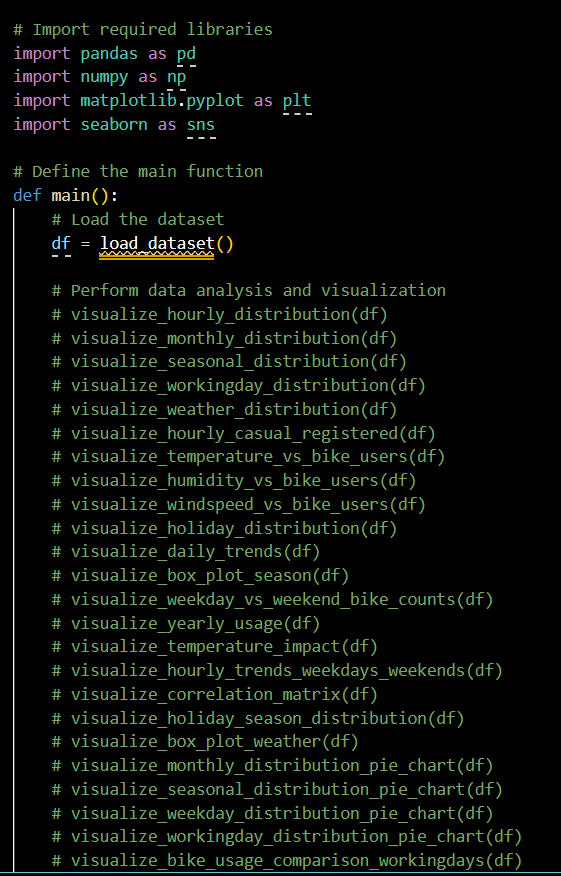 # Import required libraries
import pandas as pd
import numpy as np
import matplotlib.pyplot as plt
import seaborn as sns
# Define the main function
def main():
# Load the dataset
df = load_dataset()
# Perform data analysis and visualization
# visualize_hourly_distribution(df)
# visualize_monthly_distribution(df)
# visualize_seasonal_distribution(df)
# visualize_workingday_distribution(df)
# visualize_weather_distribution(df)
# visualize_hourly_casual_registered(df)
# visualize_temperature_vs_bike_users(df)
# visualize_humidity_vs_bike_users(df)
# visualize_windspeed_vs_bike_users(df)
# visualize_holiday_distribution(df)
# visualize_daily_trends(df)
# visualize_box_plot_season(df)
# visualize_weekday_vs_weekend_bike_counts(df)
# visualize_yearly_usage(df)
# visualize_temperature_impact(df)
# visualize_hourly_trends_weekdays_weekends(df)
# visualize_correlation_matrix(df)
# visualize_holiday_season_distribution(df)
# visualize_box_plot_weather(df)
# visualize_monthly_distribution_pie_chart(df)
# visualize_seasonal_distribution_pie_chart(df)
# visualize_weekday_distribution_pie_chart(df)
# visualize_workingday_distribution_pie_chart(df)
# visualize_bike_usage_comparison_workingdays(df)